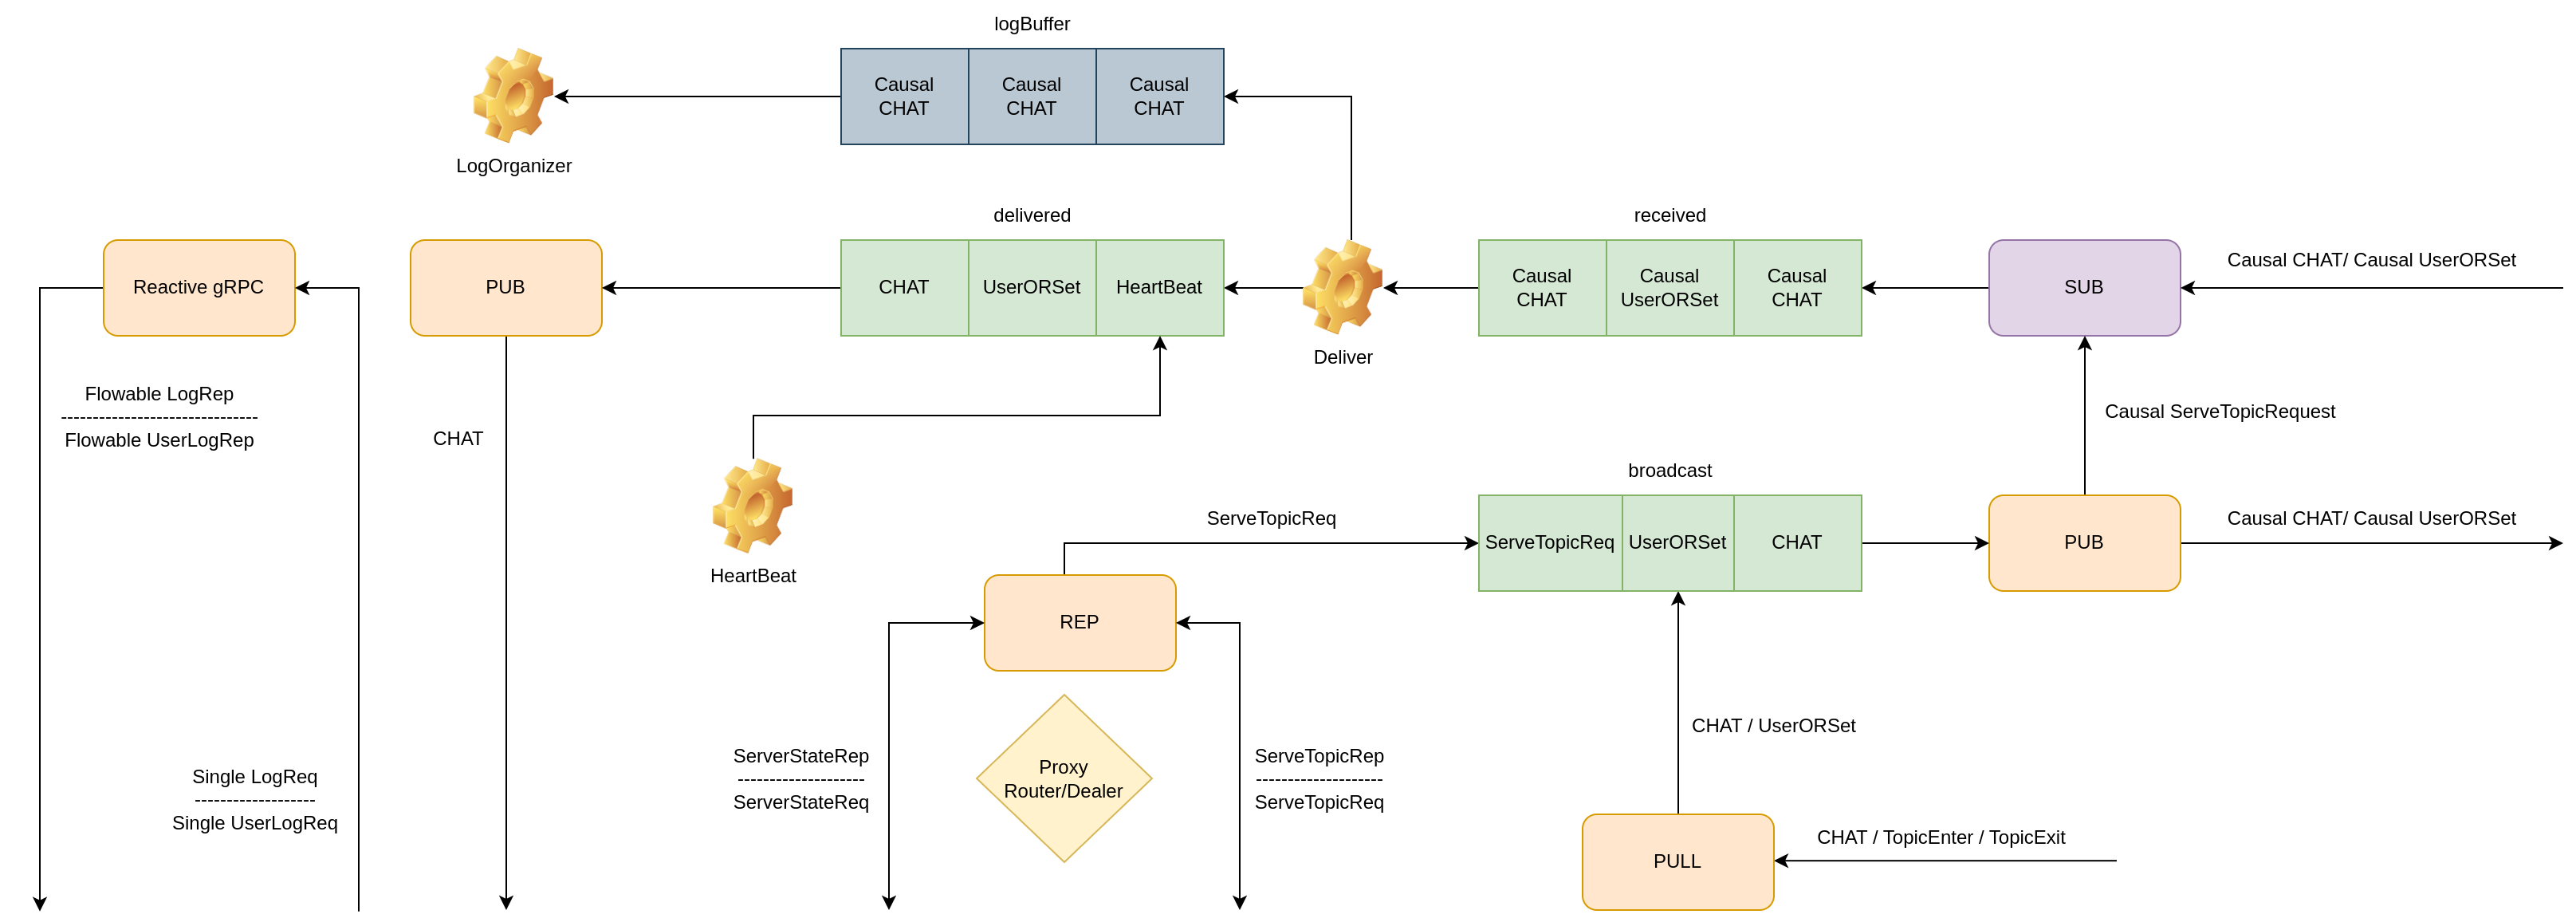 logBuffer
Causal
CHAT
Causal
CHAT
Causal
CHAT
LogOrganizer
delivered
received
Reactive gRPC
PUB
CHAT
UserORSet
HeartBeat
Deliver
Causal
CHAT
Causal
UserORSet
Causal
CHAT
SUB
Causal CHAT/ Causal UserORSet
Flowable LogRep
-------------------------------
Flowable UserLogRep
CHAT
Causal ServeTopicRequest
HeartBeat
broadcast
ServeTopicReq
ServeTopicReq
UserORSet
CHAT
PUB
Causal CHAT/ Causal UserORSet
REP
CHAT / UserORSet
Single LogReq
-------------------
Single UserLogReq
ServerStateRep
--------------------
ServerStateReq
Proxy
Router/Dealer
ServeTopicRep
--------------------
ServeTopicReq
PULL
CHAT / TopicEnter / TopicExit